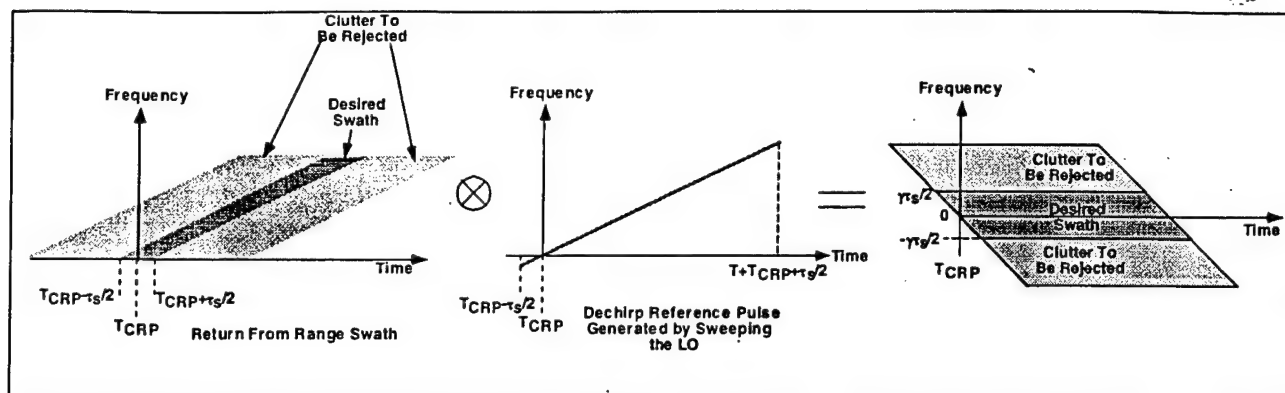 Clutter To
Be Rejected
Frequency
Desired
Swath
Time
TCRP-τs/2
TCRP+τs/2
TCRP
Return From Range Swath
Frequency
Time
T+TCRP+τs/2
TCRP-τs/2
TCRP
Dechirp Reference Pulse
Generated by Sweeping
the LO
Frequency
Clutter To
Be Rejected
γτs/2
0
Desired
Swath
-γτs/2
Time
TCRP
Clutter To
Be Rejected